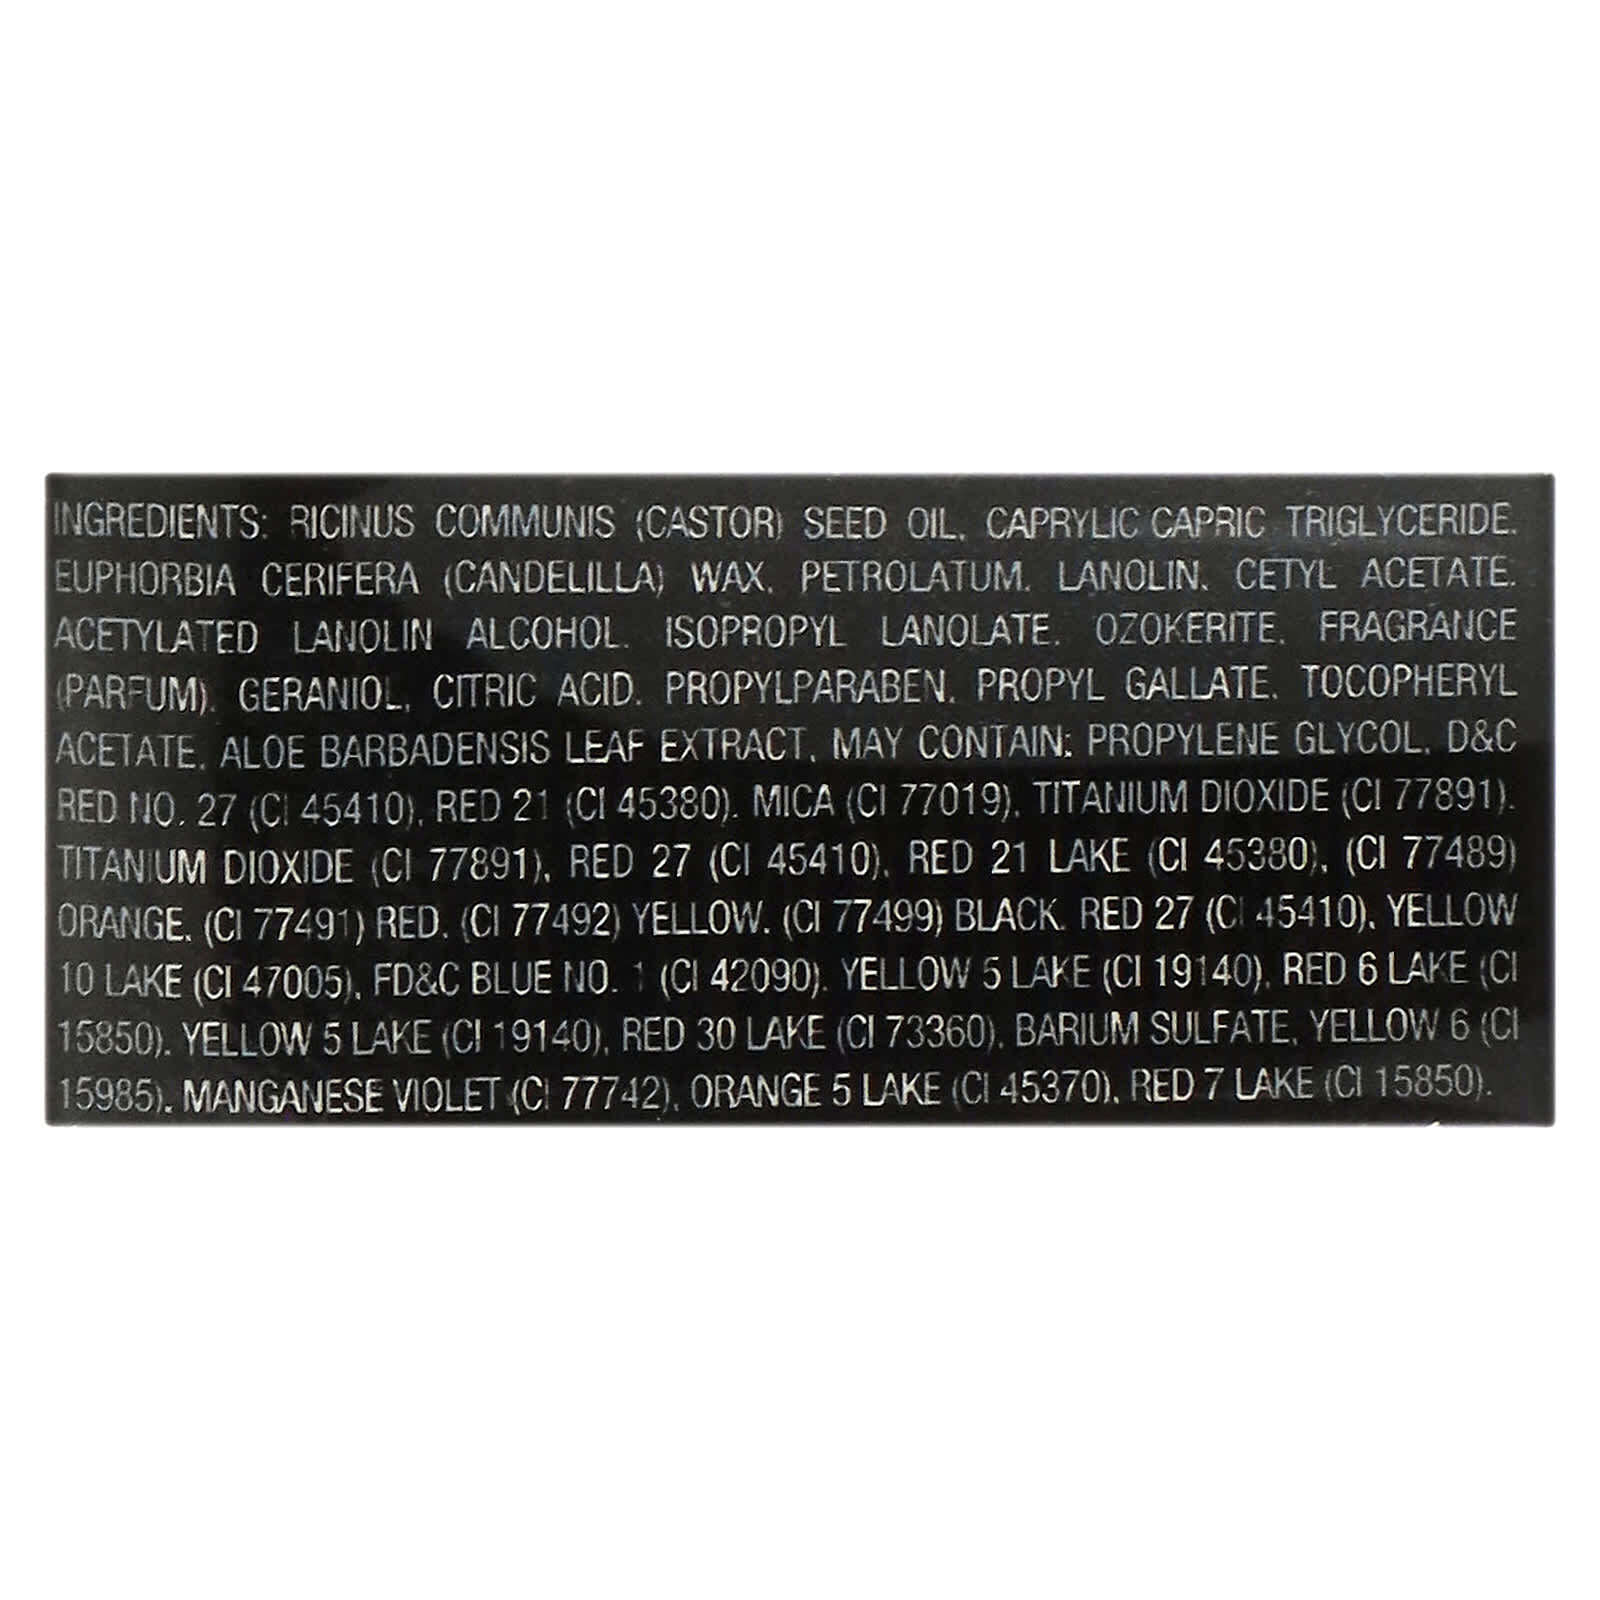 INGREDIENTS: RICINUS COMMUNIS (CASTOR) SEED OIL, CAPRYLIC CAPRIC TRIGLYCERIDE,
EUPHORBIA CERIFERA (CANDELILLA) WAX, PETROLATUM, LANOLIN, CETYL ACETATE,
ACETYLATED LANOLIN ALCOHOL, ISOPROPYL LANOLATE, OZOKERITE, FRAGRANCE
(PARFUM), GERANIOL, CITRIC ACID, PROPYLPARABEN, PROPYL GALLATE, TOCOPHERYL
ACETATE, ALOE BARBADENSIS LEAF EXTRACT, MAY CONTAIN: PROPYLENE GLYCOL, D&C
RED NO. 27 (CI 45410), RED 21 (CI 45380), MICA (CI 77019), TITANIUM DIOXIDE (CI 77891),
TITANIUM DIOXIDE (CI 77891), RED 27 (CI 45410), RED 21 LAKE (CI 45380), (CI 77489)
ORANGE, (CI 77491) RED, (CI 77492) YELLOW, (CI 77499) BLACK, RED 27 (CI 45410), YELLOW
10 LAKE (CI 47005), FD&C BLUE NO. 1 (CI 42090), YELLOW 5 LAKE (CI 19140), RED 6 LAKE (CI
15850), YELLOW 5 LAKE (CI 19140), RED 30 LAKE (CI 73360), BARIUM SULFATE, YELLOW 6 (CI
15985), MANGANESE VIOLET (CI 77742), ORANGE 5 LAKE (CI 45370), RED 7 LAKE (CI 15850).